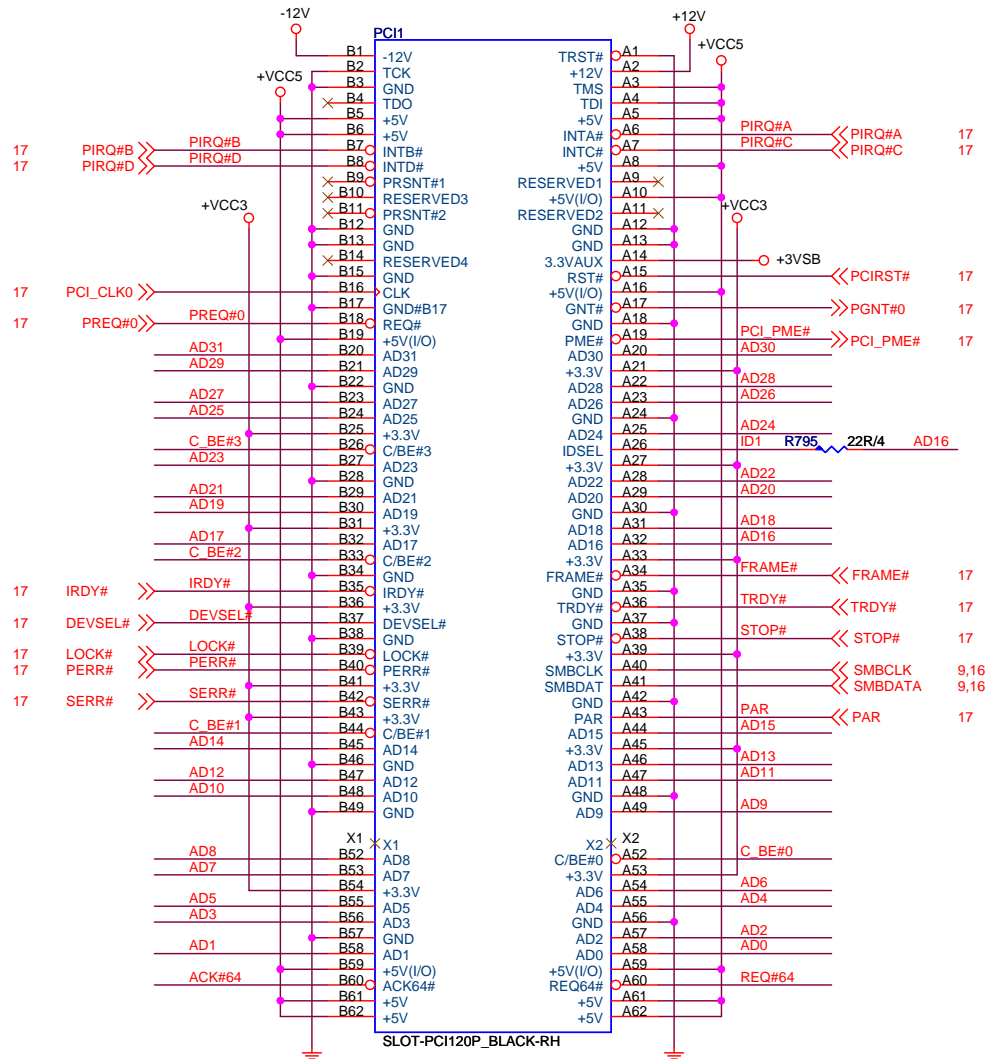 -12V +12V
PCI1
B1 -12V TRST# A1
B2 TCK +12V A2 +VCC5
+VCC5 B3 GND TMS A3
B4 TDO TDI A4
B5 +5V +5V A5
B6 +5V INTA# A6 PIRQ#A PIRQ#A 17
17 PIRQ#B PIRQ#B B7 INTB# INTC# A7 PIRQ#C PIRQ#C 17
17 PIRQ#D PIRQ#D B8 INTD# +5V A8
B9 PRSNT#1 RESERVED1 A9
B10 RESERVED3 +5V(I/O) A10
+VCC3 B11 PRSNT#2 RESERVED2 A11 +VCC3
B12 GND GND A12
B13 GND GND A13
B14 RESERVED4 3.3VAUX A14 +3VSB
B15 GND RST# A15 PCIRST# 17
17 PCI_CLK0 B16 CLK +5V(I/O) A16
B17 GND#B17 GNT# A17 PGNT#0 17
17 PREQ#0 PREQ#0 B18 REQ# GND A18
B19 +5V(I/O) PME# A19 PCI_PME# PCI_PME# 17
AD31 B20 AD31 AD30 A20 AD30
AD29 B21 AD29 +3.3V A21
B22 GND AD28 A22 AD28
AD27 B23 AD27 AD26 A23 AD26
AD25 B24 AD25 GND A24
B25 +3.3V AD24 A25 AD24
C_BE#3 B26 C/BE#3 IDSEL A26 ID1 R795 22R/4 AD16
AD23 B27 AD23 +3.3V A27
B28 GND AD22 A28 AD22
AD21 B29 AD21 AD20 A29 AD20
AD19 B30 AD19 GND A30
B31 +3.3V AD18 A31 AD18
AD17 B32 AD17 AD16 A32 AD16
C_BE#2 B33 C/BE#2 +3.3V A33
B34 GND FRAME# A34 FRAME# FRAME# 17
17 IRDY# IRDY# B35 IRDY# GND A35
B36 +3.3V TRDY# A36 TRDY# TRDY# 17
17 DEVSEL# DEVSEL# B37 DEVSEL# GND A37
B38 GND STOP# A38 STOP# STOP# 17
17 LOCK# LOCK# B39 LOCK# +3.3V A39
17 PERR# PERR# B40 PERR# SMBCLK A40 SMBCLK 9,16
B41 +3.3V SMBDAT A41 SMBDATA 9,16
17 SERR# SERR# B42 SERR# GND A42
B43 +3.3V PAR A43 PAR PAR 17
C_BE#1 B44 C/BE#1 AD15 A44 AD15
AD14 B45 AD14 +3.3V A45
B46 GND AD13 A46 AD13
AD12 B47 AD12 AD11 A47 AD11
AD10 B48 AD10 GND A48
B49 GND AD9 A49 AD9
X1 X1 X2 X2
AD8 B52 AD8 C/BE#0 A52 C_BE#0
AD7 B53 AD7 +3.3V A53
B54 +3.3V AD6 A54 AD6
AD5 B55 AD5 AD4 A55 AD4
AD3 B56 AD3 GND A56
B57 GND AD2 A57 AD2
AD1 B58 AD1 AD0 A58 AD0
B59 +5V(I/O) +5V(I/O) A59
ACK#64 B60 ACK64# REQ64# A60 REQ#64
B61 +5V +5V A61
B62 +5V +5V A62
SLOT-PCI120P_BLACK-RH